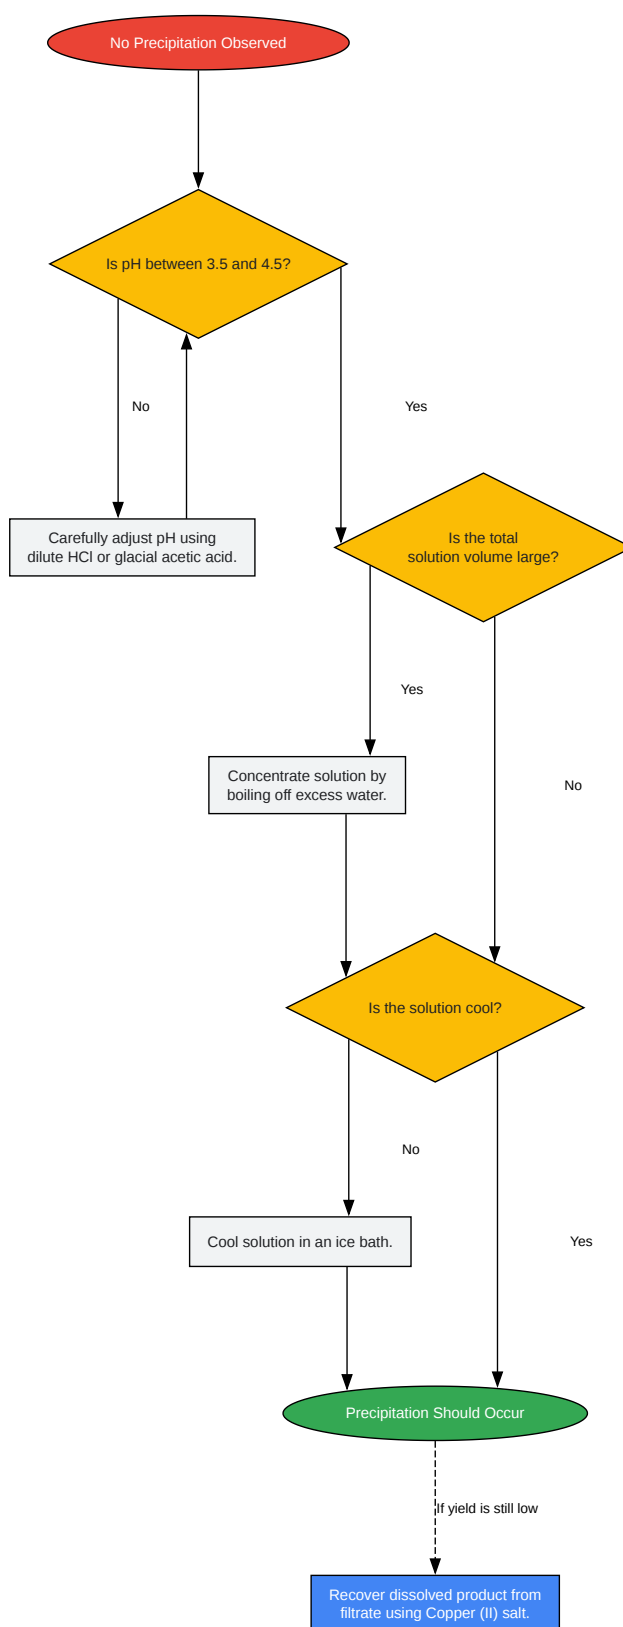 No Precipitation Observed
Is pH between 3.5 and 4.5?
No
Yes
Carefully adjust pH using
dilute HCl or glacial acetic acid.
Is the total
solution volume large?
Yes
Concentrate solution by
boiling off excess water.
No
Is the solution cool?
No
Cool solution in an ice bath.
Yes
Precipitation Should Occur
If yield is still low
Recover dissolved product from
filtrate using Copper (II) salt.